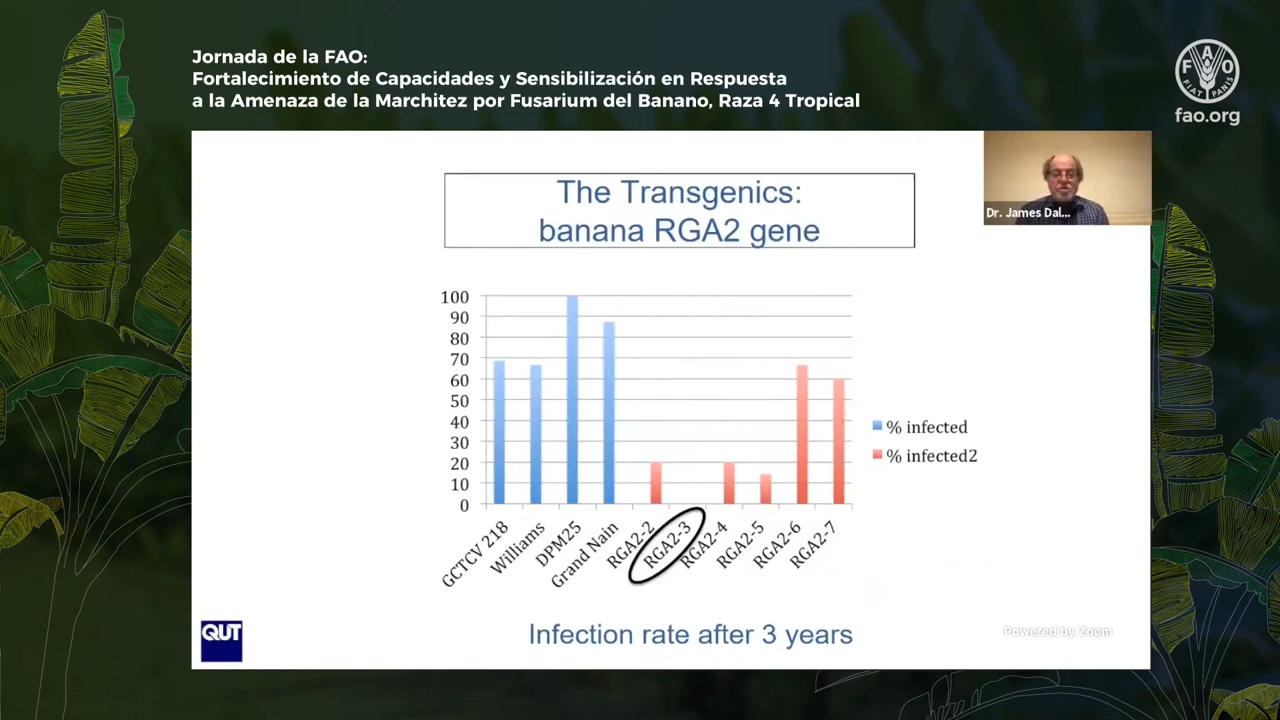 Jornada de la FAO:
Fortalecimiento de Capacidades y Sensibilización en Respuesta
a la Amenaza de la Marchitez por Fusarium del Banano, Raza 4 Tropical
F A O
FIAT PANIS
fao.org
Dr. James Dal...
The Transgenics:
banana RGA2 gene
100
90
80
70
60
50
40
30
20
10
0
GCTCV 218
Williams
DPM25
Grand Nain
RGA2-2
RGA2-3
RGA2-4
RGA2-5
RGA2-6
RGA2-7
% infected
% infected2
QUT
Infection rate after 3 years
Powered by Zoom